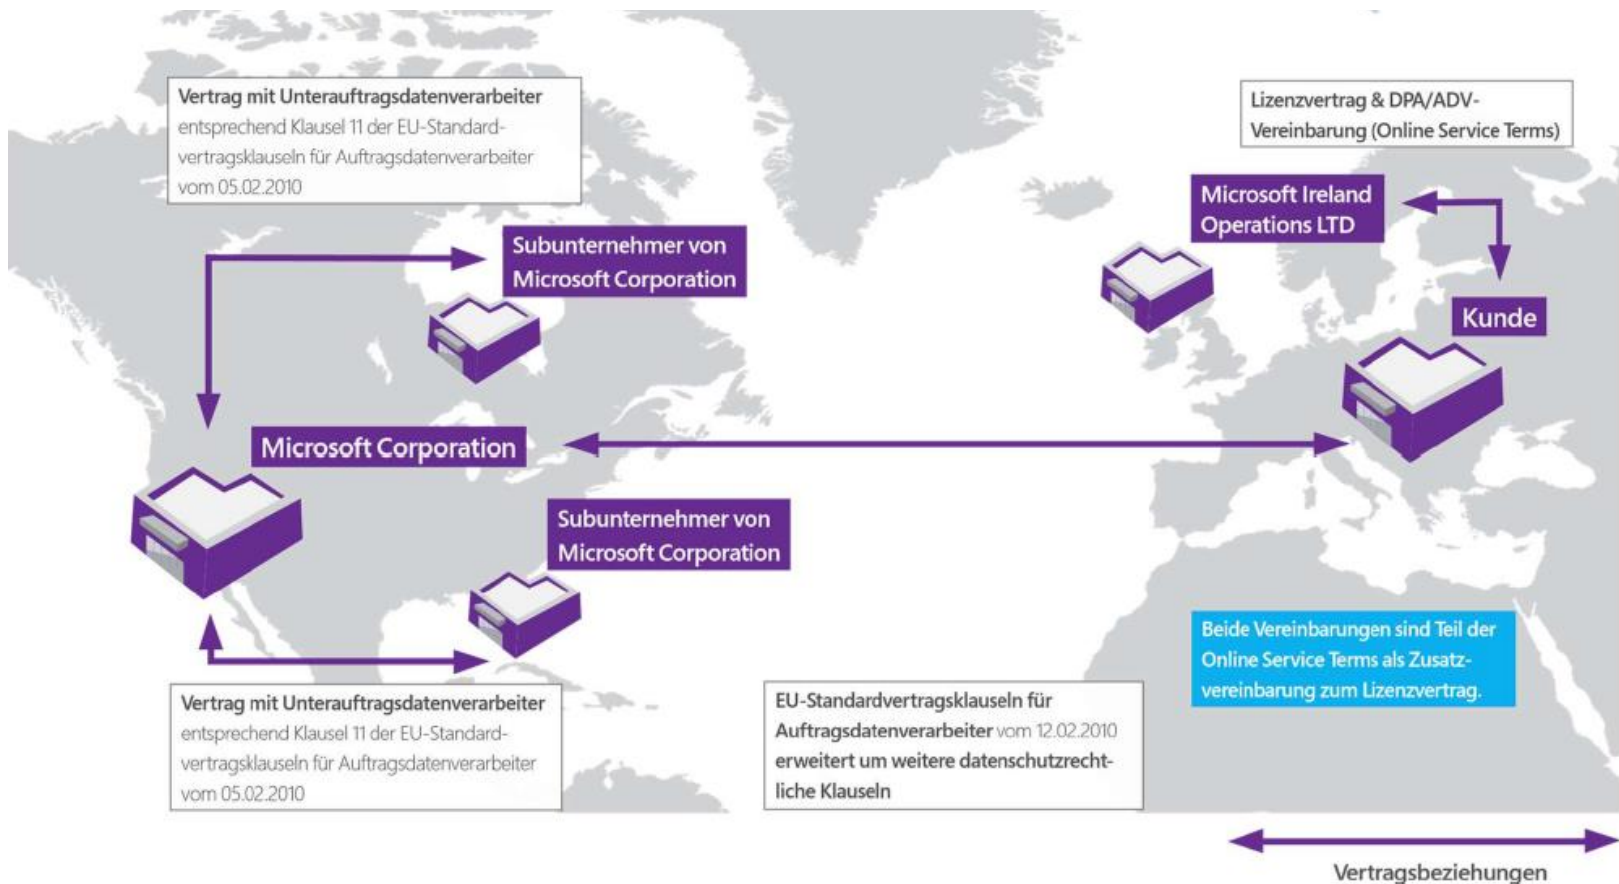 Vertrag mit Unterauftragsdatenverarbeiter
entsprechend Klausel 11 der EU-Standard-
vertragsklauseln für Auftragsdatenverarbeiter
vom 05.02.2010
Lizenzvertrag & DPA/ADV-
Vereinbarung (Online Service Terms)
Microsoft Ireland
Operations LTD
Subunternehmer von
Microsoft Corporation
Kunde
Microsoft Corporation
Subunternehmer von
Microsoft Corporation
Beide Vereinbarungen sind Teil der
Online Service Terms als Zusatz-
vereinbarung zum Lizenzvertrag.
Vertrag mit Unterauftragsdatenverarbeiter
entsprechend Klausel 11 der EU-Standard-
vertragsklauseln für Auftragsdatenverarbeiter
vom 05.02.2010
EU-Standardvertragsklauseln für
Auftragsdatenverarbeiter vom 12.02.2010
erweitert um weitere datenschutzrecht-
liche Klauseln
Vertragsbeziehungen